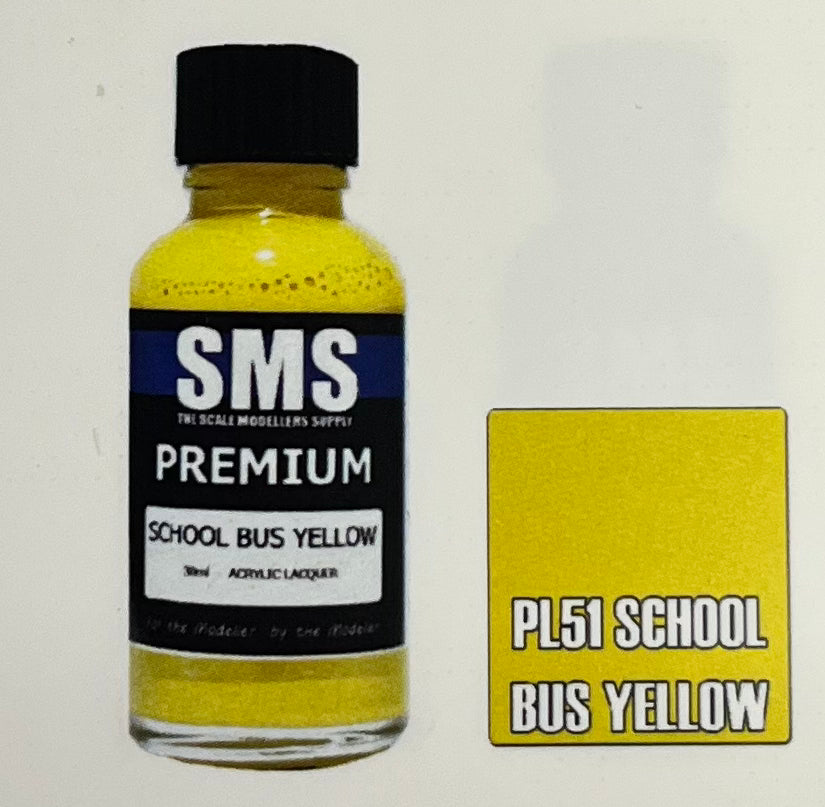 SMS
THE SCALE MODELLERS SUPPLY
PREMIUM
SCHOOL BUS YELLOW
30ml ACRYLIC LACQUER
for the Modeller by the Modeller
PL51 SCHOOL
BUS YELLOW